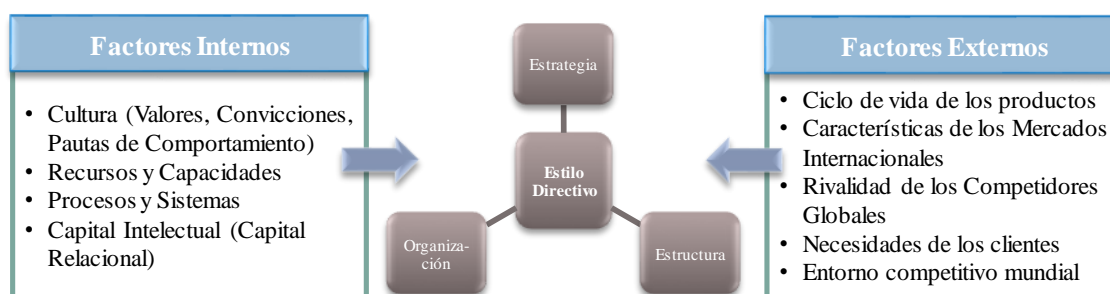 Factores Internos
• Cultura (Valores, Convicciones,
Pautas de Comportamiento)
• Recursos y Capacidades
• Procesos y Sistemas
• Capital Intelectual (Capital
Relacional)
Estrategia
Estilo
Directivo
Organiza-
ción
Estructura
Factores Externos
• Ciclo de vida de los productos
• Características de los Mercados
Internacionales
• Rivalidad de los Competidores
Globales
• Necesidades de los clientes
• Entorno competitivo mundial